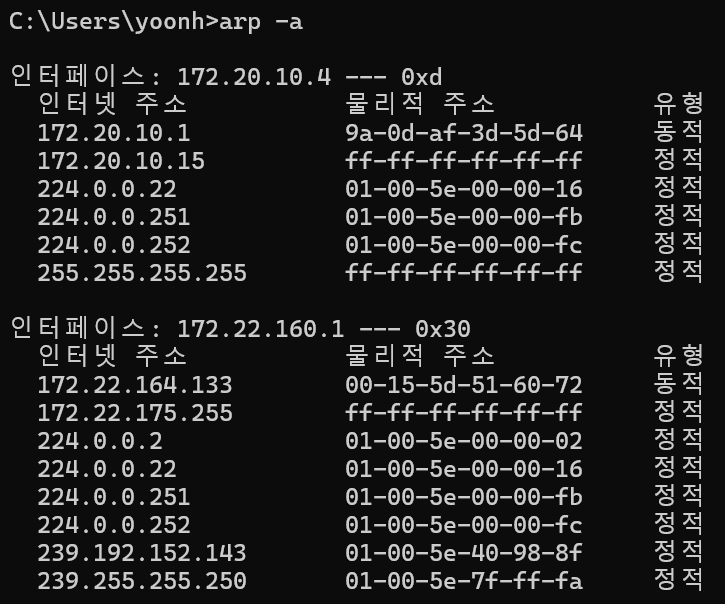 C:\Users\yoonh>arp -a
인터페이스: 172.20.10.4 --- 0xd
인터넷 주소 물리적 주소 유형
172.20.10.1 9a-0d-af-3d-5d-64 동적
172.20.10.15 ff-ff-ff-ff-ff-ff 정적
224.0.0.22 01-00-5e-00-00-16 정적
224.0.0.251 01-00-5e-00-00-fb 정적
224.0.0.252 01-00-5e-00-00-fc 정적
255.255.255.255 ff-ff-ff-ff-ff-ff 정적
인터페이스: 172.22.160.1 --- 0x30
인터넷 주소 물리적 주소 유형
172.22.164.133 00-15-5d-51-60-72 동적
172.22.175.255 ff-ff-ff-ff-ff-ff 정적
224.0.0.2 01-00-5e-00-00-02 정적
224.0.0.22 01-00-5e-00-00-16 정적
224.0.0.251 01-00-5e-00-00-fb 정적
224.0.0.252 01-00-5e-00-00-fc 정적
239.192.152.143 01-00-5e-40-98-8f 정적
239.255.255.250 01-00-5e-7f-ff-fa 정적